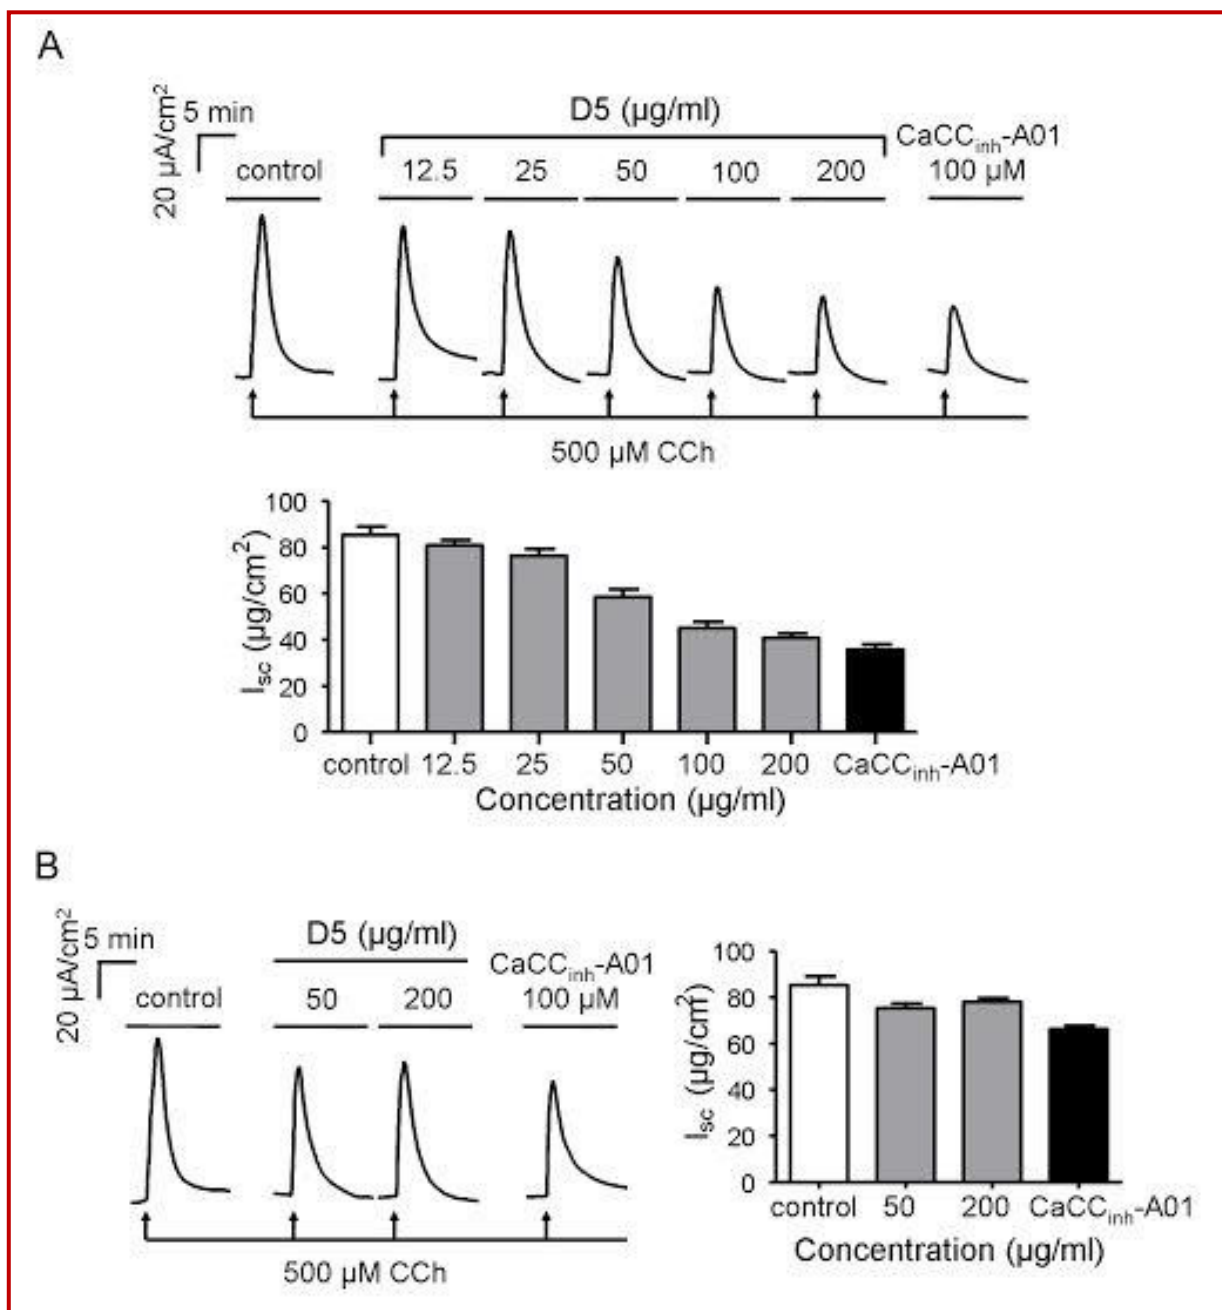 A
5 min
20 µA/cm²
D5 (µg/ml)
CaCCinh-A01
control
12.5
25
50
100
200
100 µM
500 µM CCh
Isc (µg/cm²)
100
80
60
40
20
0
control
12.5
25
50
100
200
CaCCinh-A01
Concentration (µg/ml)
B
5 min
20 µA/cm²
D5 (µg/ml)
CaCCinh-A01
control
50
200
100 µM
500 µM CCh
Isc (µg/cm²)
100
80
60
40
20
0
control
50
200
CaCCinh-A01
Concentration (µg/ml)